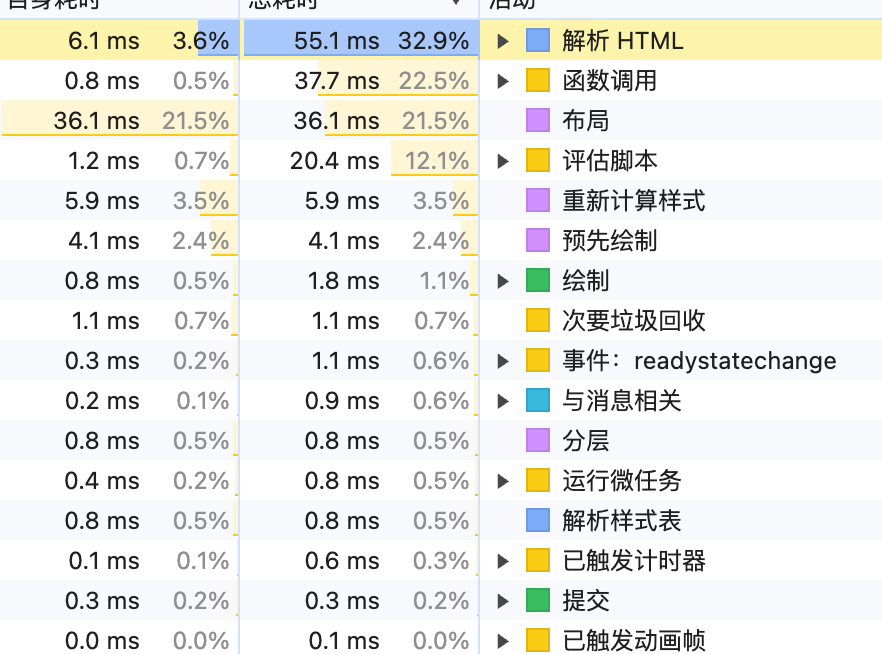 自身耗时 总耗时 ▼ 活动
6.1 ms 3.6% 55.1 ms 32.9% ▶ 解析 HTML
0.8 ms 0.5% 37.7 ms 22.5% ▶ 函数调用
36.1 ms 21.5% 36.1 ms 21.5% 布局
1.2 ms 0.7% 20.4 ms 12.1% ▶ 评估脚本
5.9 ms 3.5% 5.9 ms 3.5% 重新计算样式
4.1 ms 2.4% 4.1 ms 2.4% 预先绘制
0.8 ms 0.5% 1.8 ms 1.1% ▶ 绘制
1.1 ms 0.7% 1.1 ms 0.7% 次要垃圾回收
0.3 ms 0.2% 1.1 ms 0.6% ▶ 事件：readystatechange
0.2 ms 0.1% 0.9 ms 0.6% ▶ 与消息相关
0.8 ms 0.5% 0.8 ms 0.5% 分层
0.4 ms 0.2% 0.8 ms 0.5% ▶ 运行微任务
0.8 ms 0.5% 0.8 ms 0.5% 解析样式表
0.1 ms 0.1% 0.6 ms 0.3% ▶ 已触发计时器
0.3 ms 0.2% 0.3 ms 0.2% ▶ 提交
0.0 ms 0.0% 0.1 ms 0.0% ▶ 已触发动画帧